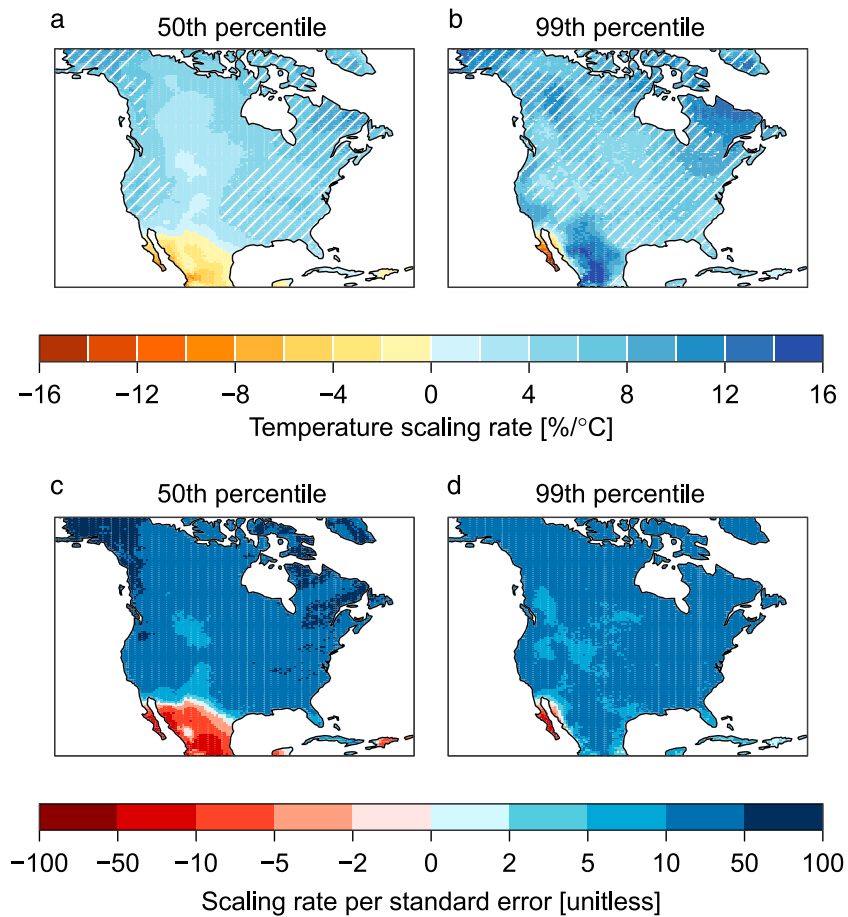 a 50th percentile
b 99th percentile
−16 −12 −8 −4 0 4 8 12 16
Temperature scaling rate [%/°C]
c 50th percentile
d 99th percentile
−100 −50 −10 −5 −2 0 2 5 10 50 100
Scaling rate per standard error [unitless]